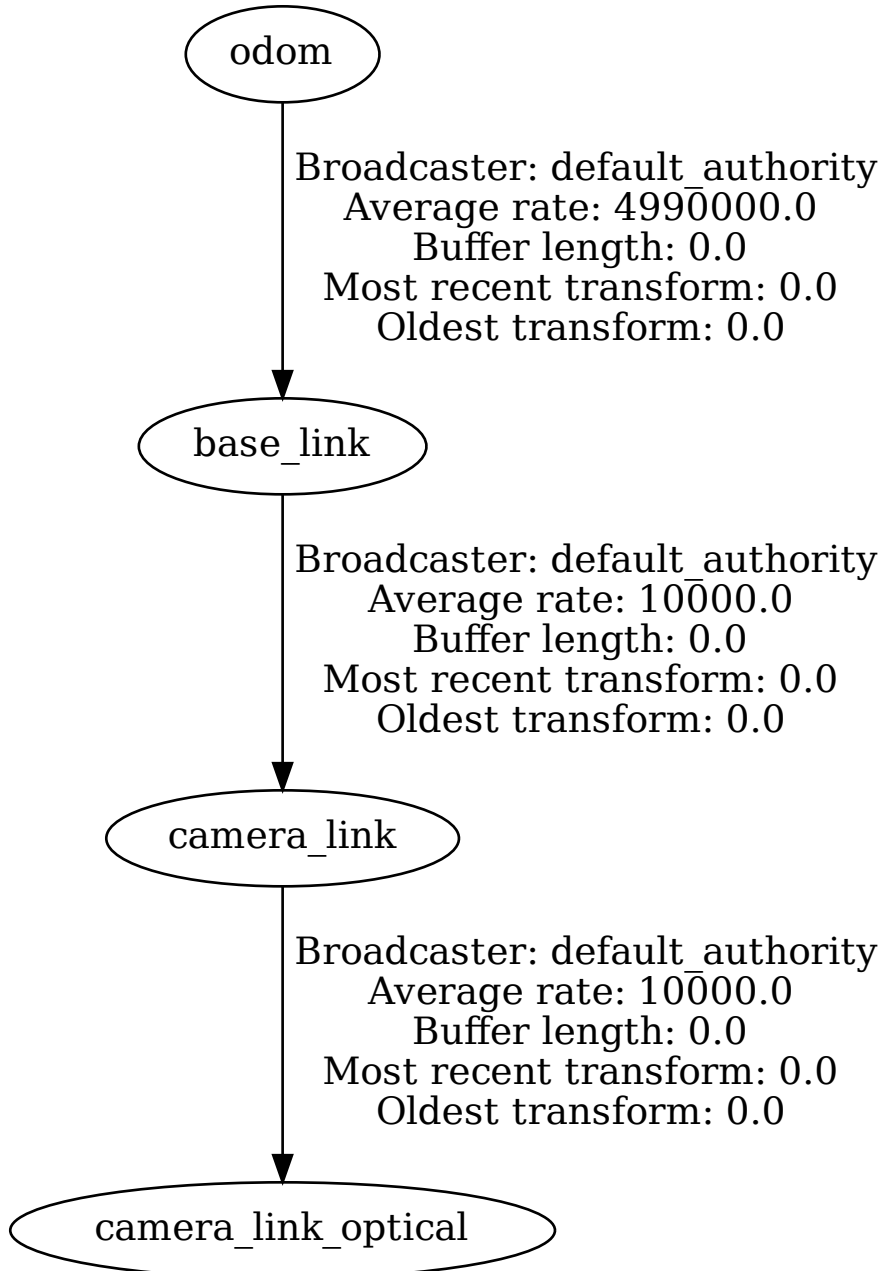 odom
Broadcaster: default_authority
Average rate: 4990000.0
Buffer length: 0.0
Most recent transform: 0.0
Oldest transform: 0.0
base_link
Broadcaster: default_authority
Average rate: 10000.0
Buffer length: 0.0
Most recent transform: 0.0
Oldest transform: 0.0
camera_link
Broadcaster: default_authority
Average rate: 10000.0
Buffer length: 0.0
Most recent transform: 0.0
Oldest transform: 0.0
camera_link_optical